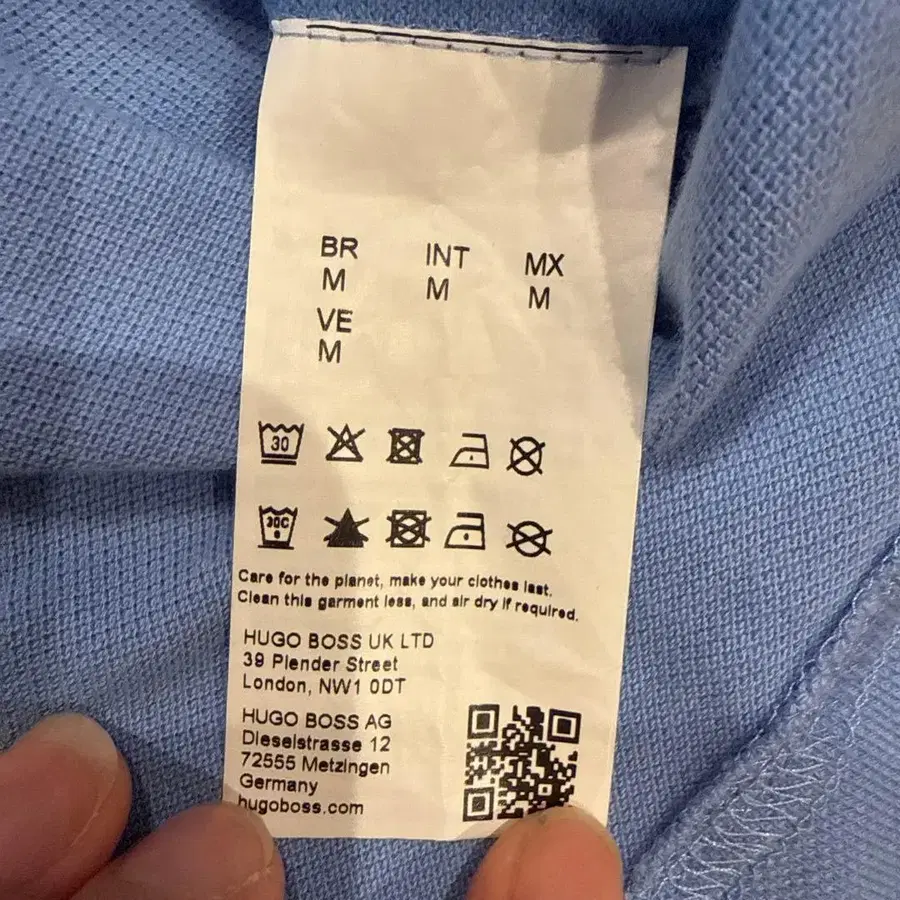 BR INT MX
M M M
VE
M
30
30C
Care for the planet, make your clothes last.
Clean this garment less, and air dry if required.
HUGO BOSS UK LTD
39 Plender Street
London, NW1 0DT
HUGO BOSS AG
Dieselstrasse 12
72555 Metzingen
Germany
hugoboss.com